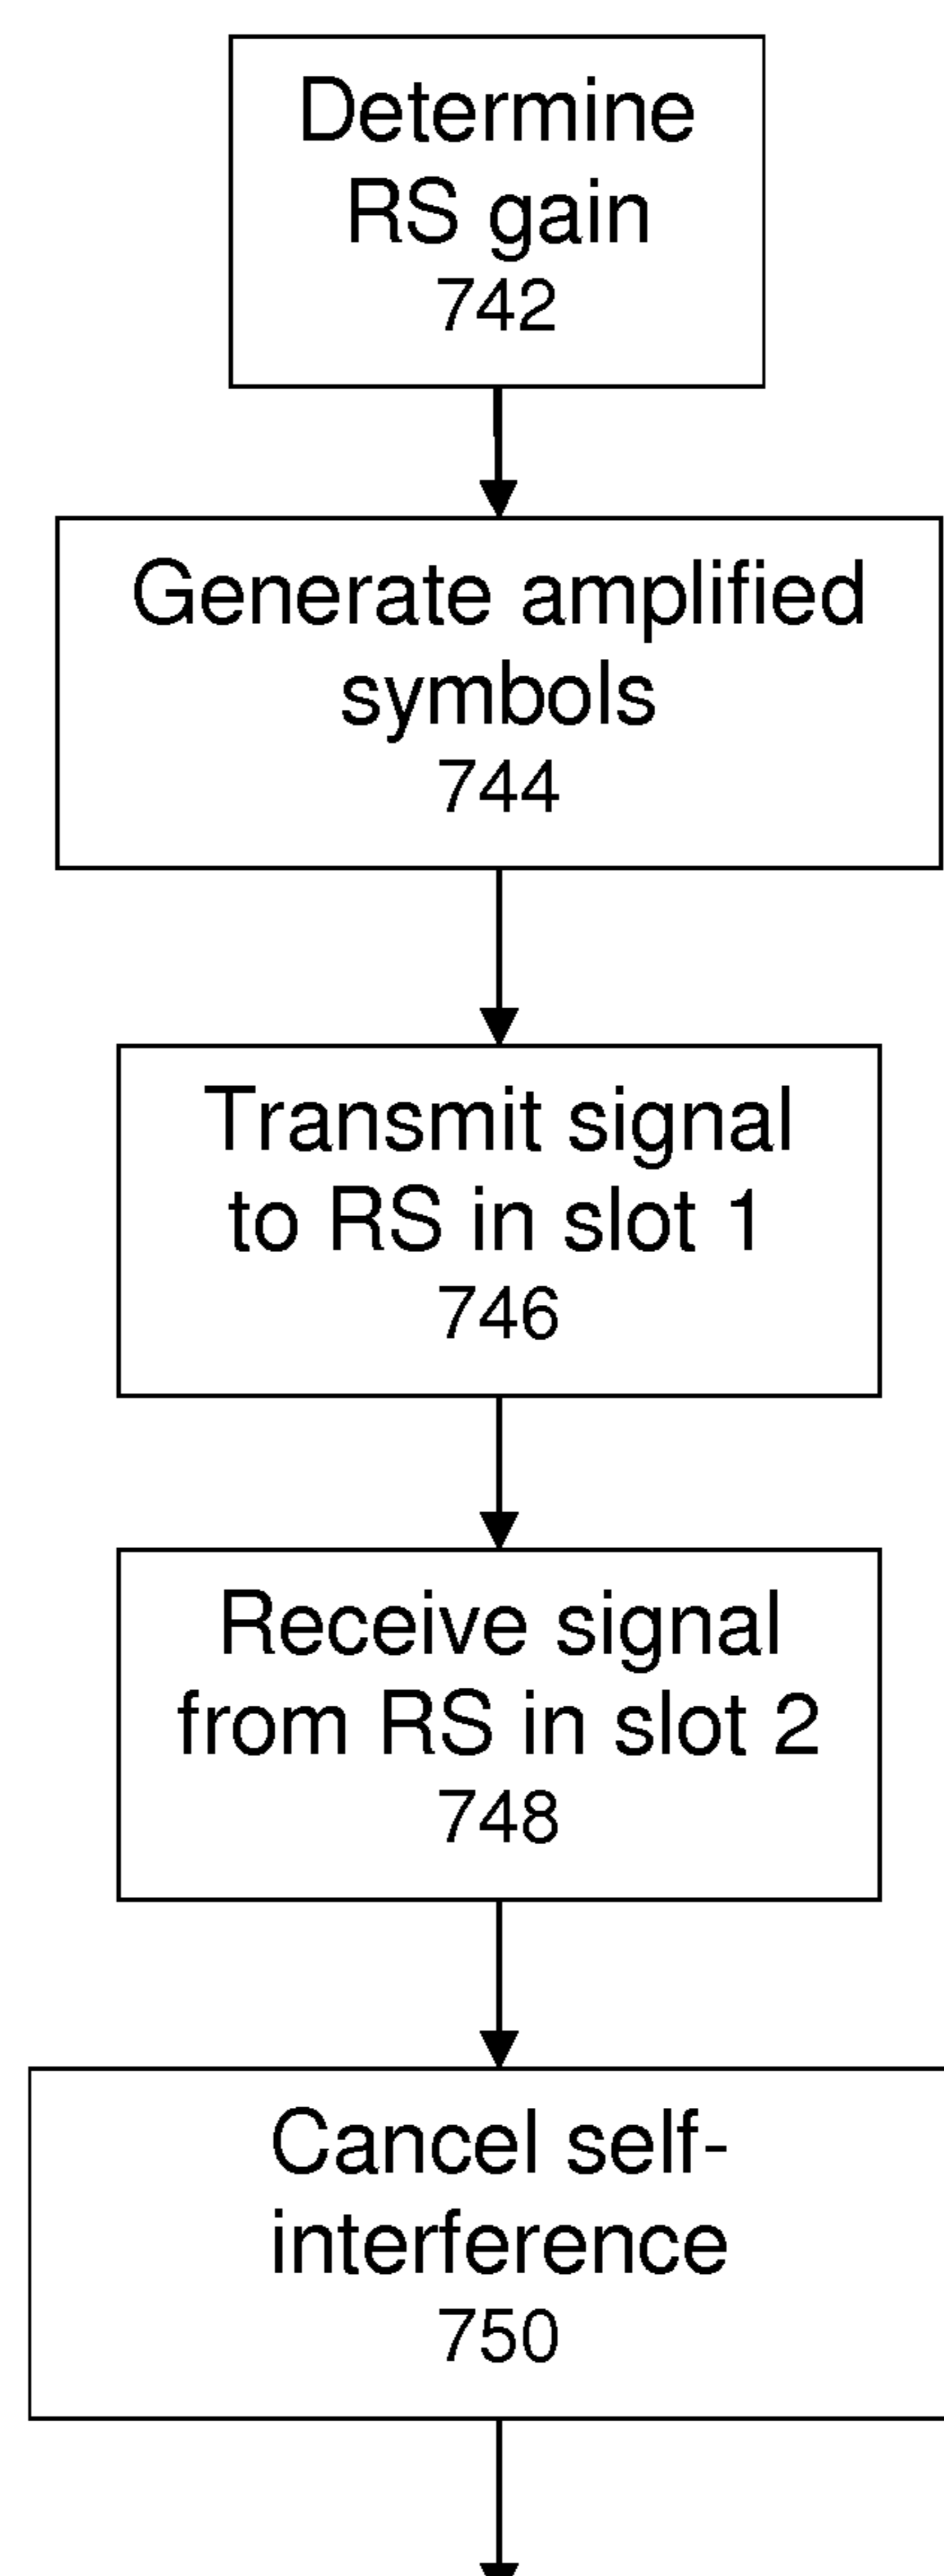 Determine
RS gain
742
Generate amplified
symbols
744
Transmit signal
to RS in slot 1
746
Receive signal
from RS in slot 2
748
Cancel self-
interference
750